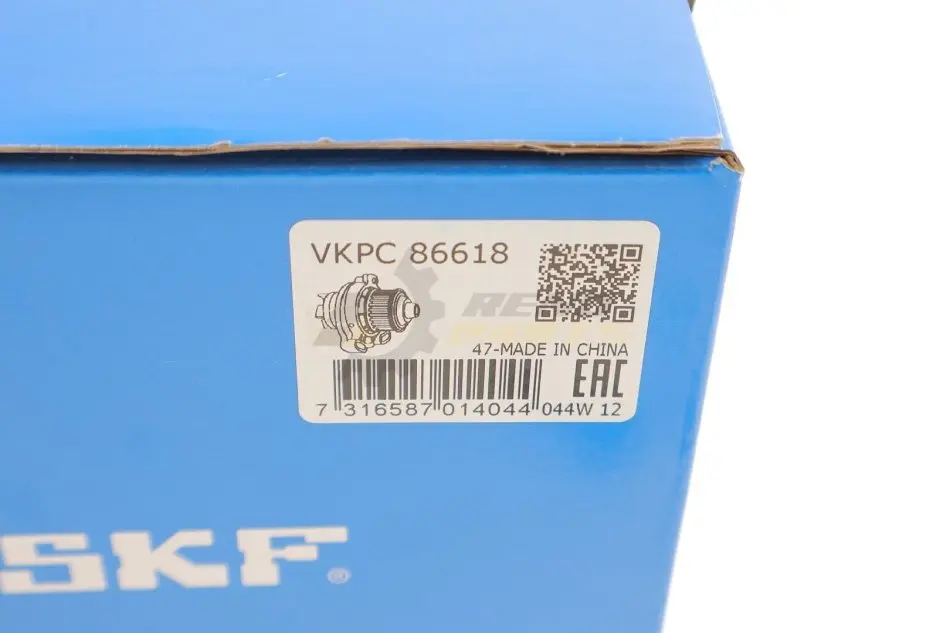 VKPC 86618
47-MADE IN CHINA
EAC
7 316587 014044 044W 12
SKF®